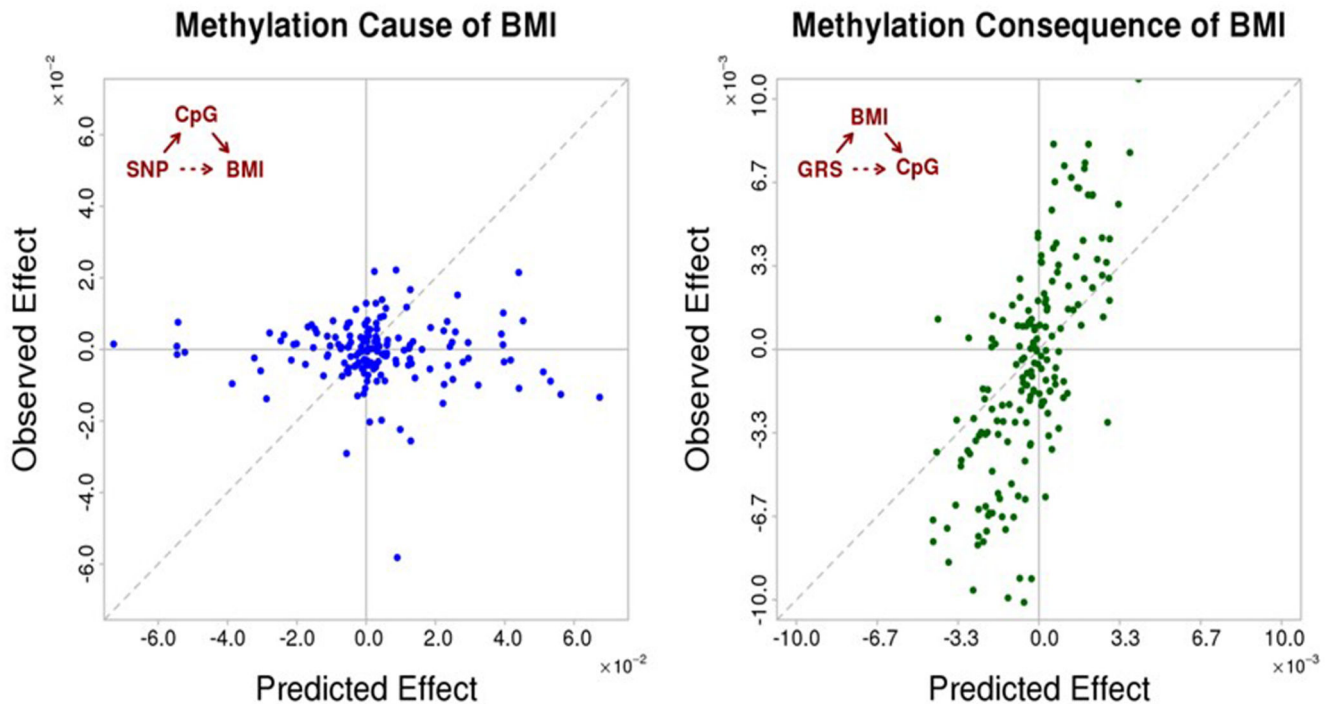 Methylation Cause of BMI
×10⁻²
6.0
4.0
2.0
0.0
-2.0
-4.0
-6.0
Observed Effect
CpG
SNP
BMI
-6.0 -4.0 -2.0 0.0 2.0 4.0 6.0
×10⁻²
Predicted Effect
Methylation Consequence of BMI
×10⁻³
10.0
6.7
3.3
0.0
-3.3
-6.7
-10.0
Observed Effect
BMI
GRS
CpG
-10.0 -6.7 -3.3 0.0 3.3 6.7 10.0
×10⁻³
Predicted Effect